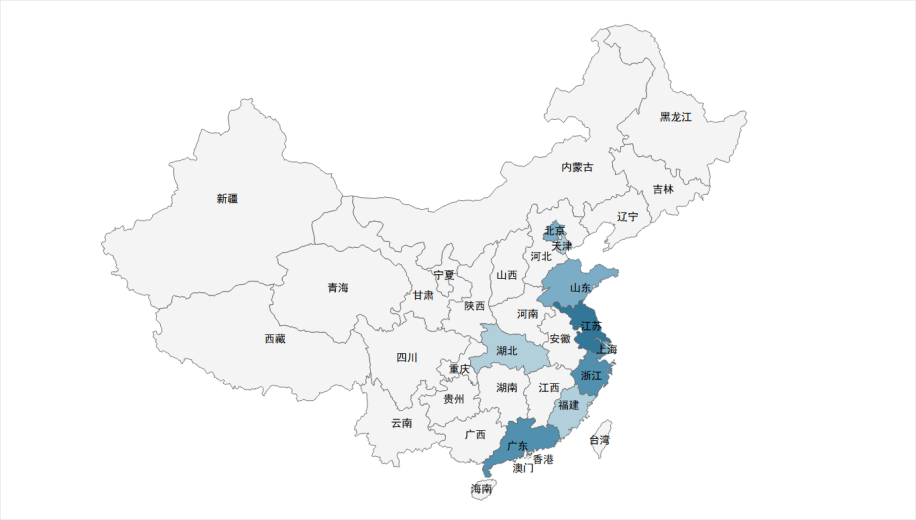 黑龙江
内蒙古
吉林
新疆
辽宁
北京
天津
河北
宁夏
山西
青海
山东
甘肃
陕西
河南
江苏
西藏
安徽
上海
湖北
四川
重庆
浙江
湖南
江西
贵州
福建
云南
广西
台湾
广东
香港
澳门
海南